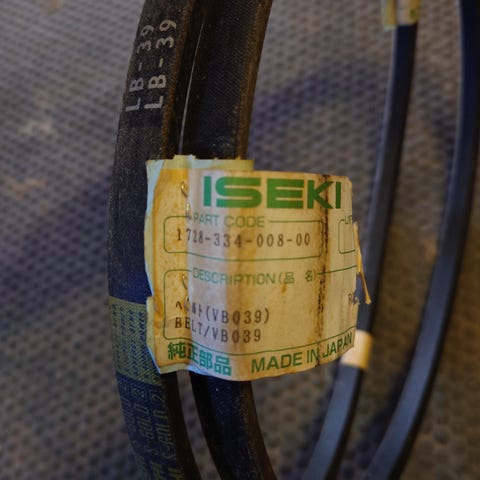 LB-39
LB-39
ISEKI
PART CODE
1728-334-008-00
DESCRIPTION(品 名)
ベルト(VB039)
BELT/VB039
純正部品 MADE IN JAPAN